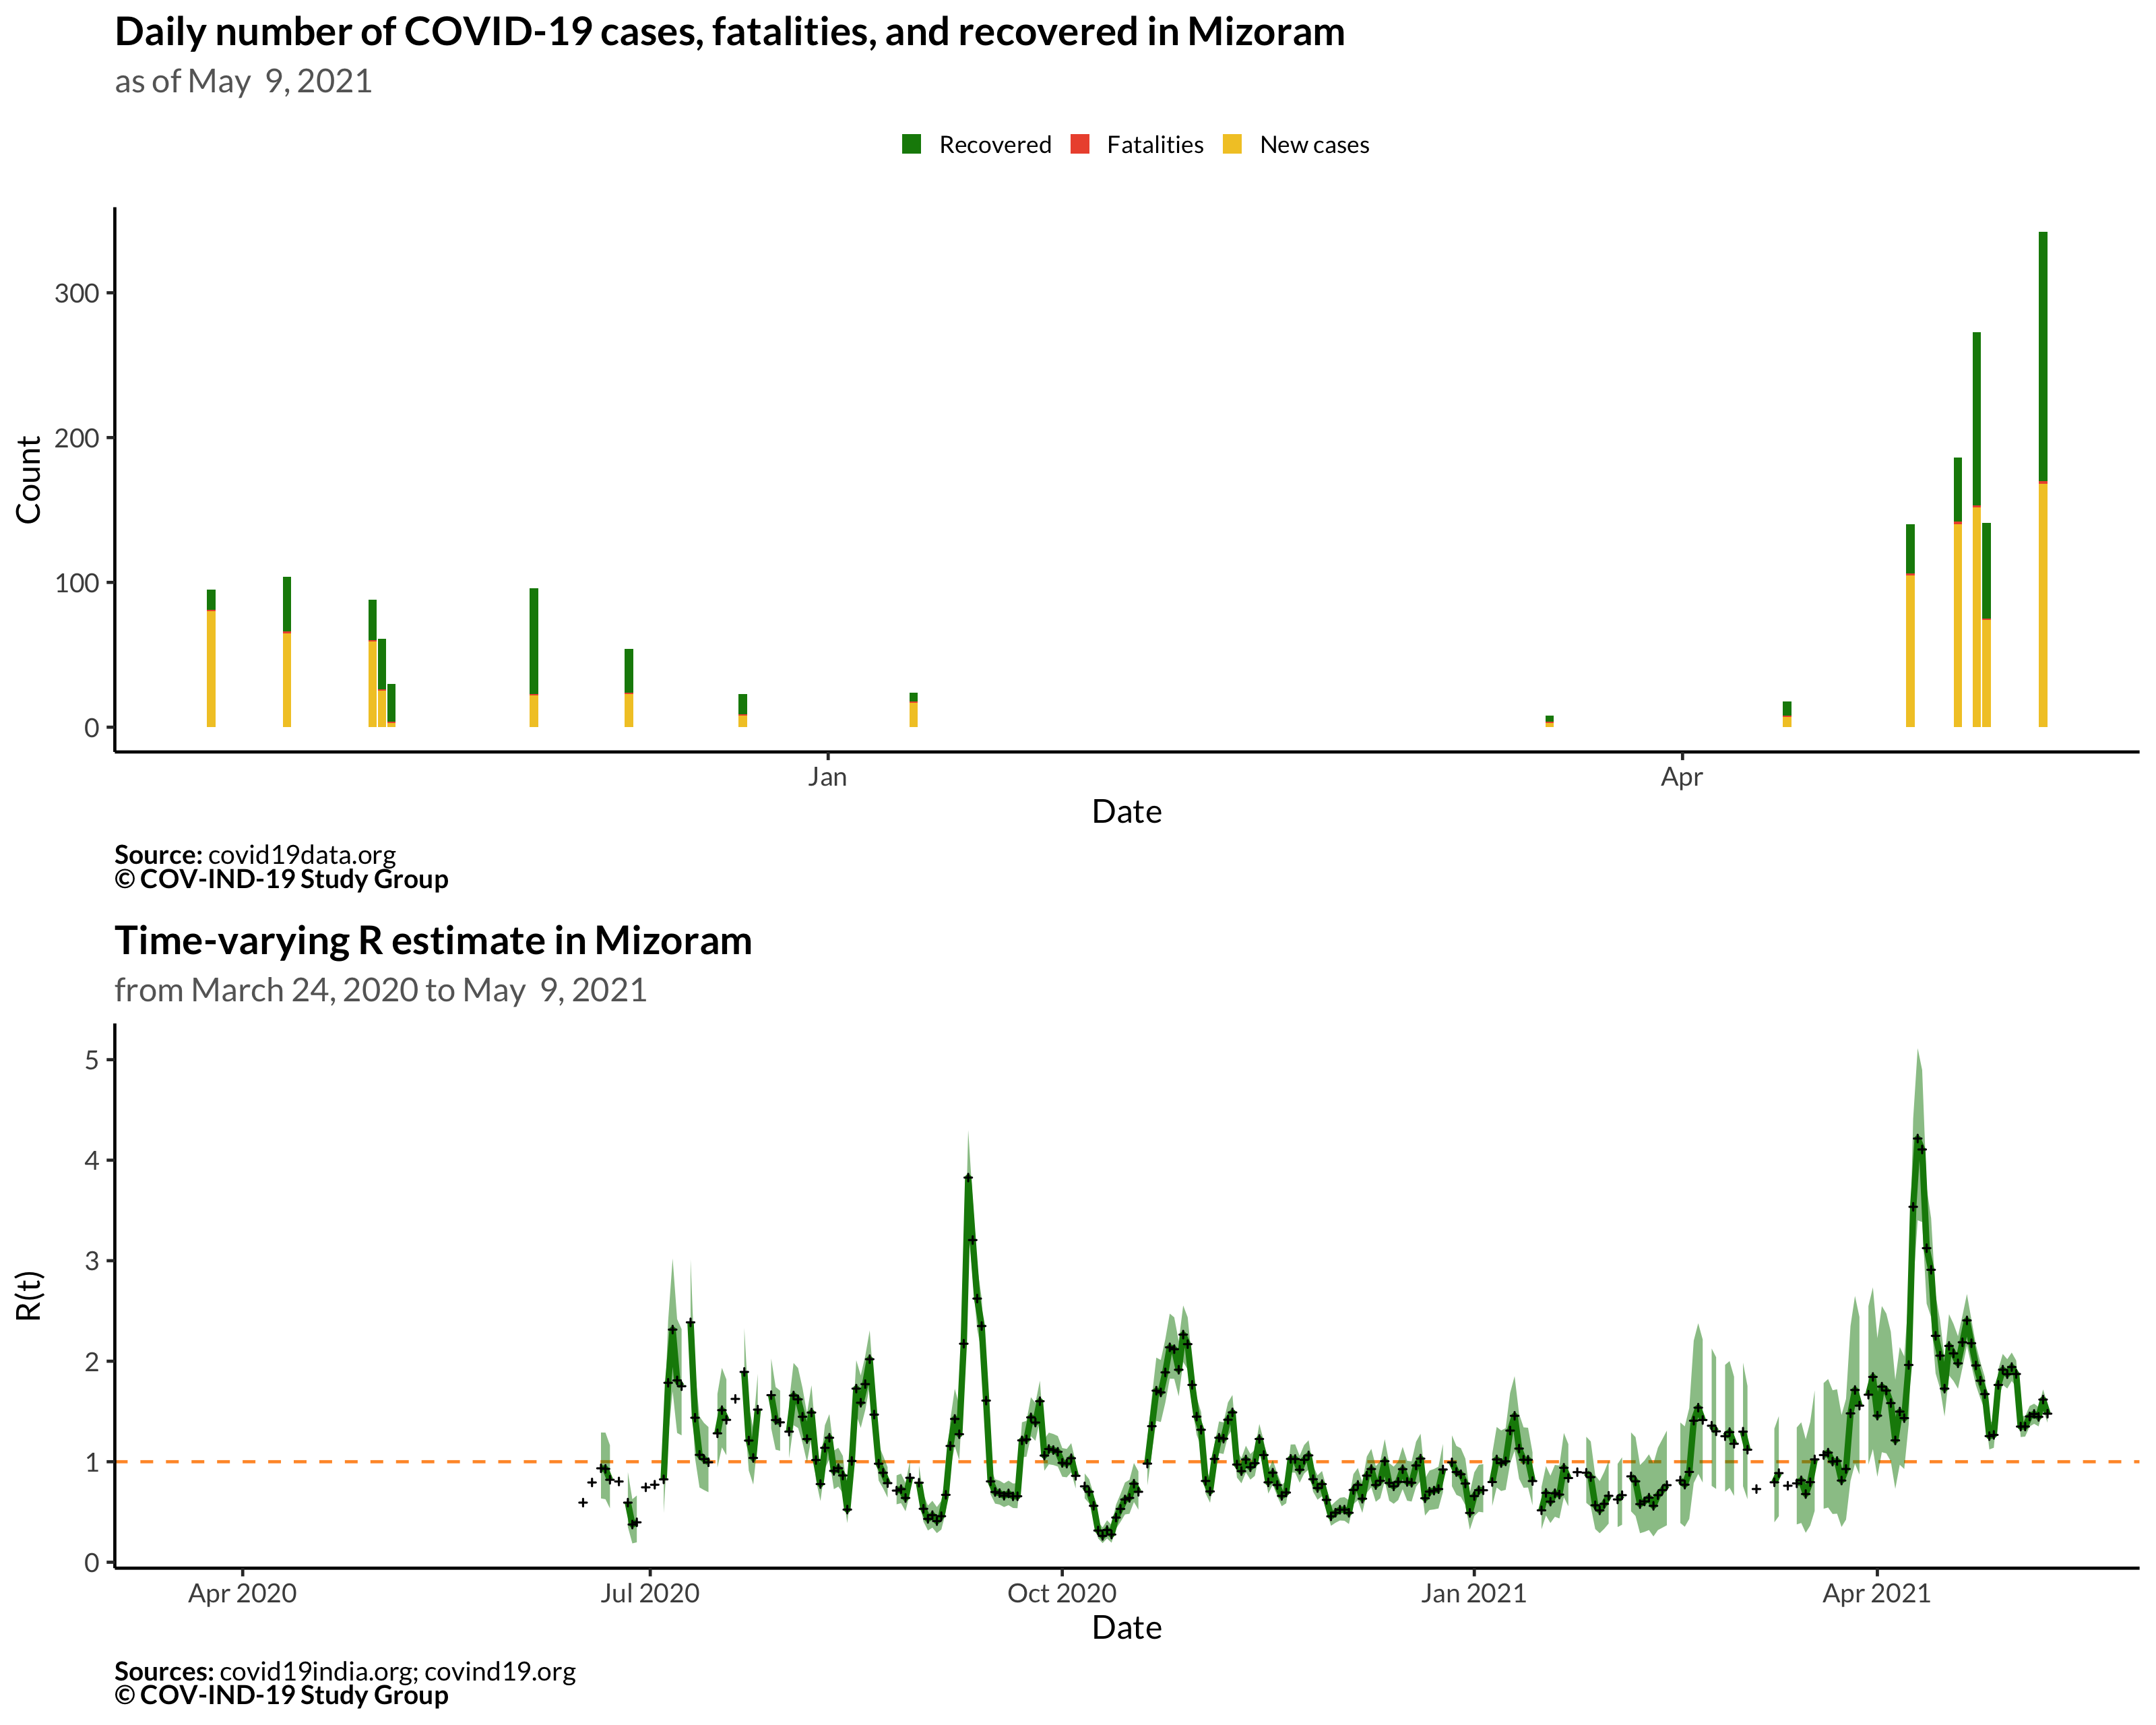 Daily number of COVID-19 cases, fatalities, and recovered in Mizoram
as of May  9, 2021
Recovered Fatalities New cases
Count
300
200
100
0
Jan Apr
Date
Source: covid19data.org
© COV-IND-19 Study Group
Time-varying R estimate in Mizoram
from March 24, 2020 to May  9, 2021
R(t)
5
4
3
2
1
0
Apr 2020 Jul 2020 Oct 2020 Jan 2021 Apr 2021
Date
Sources: covid19india.org; covind19.org
© COV-IND-19 Study Group